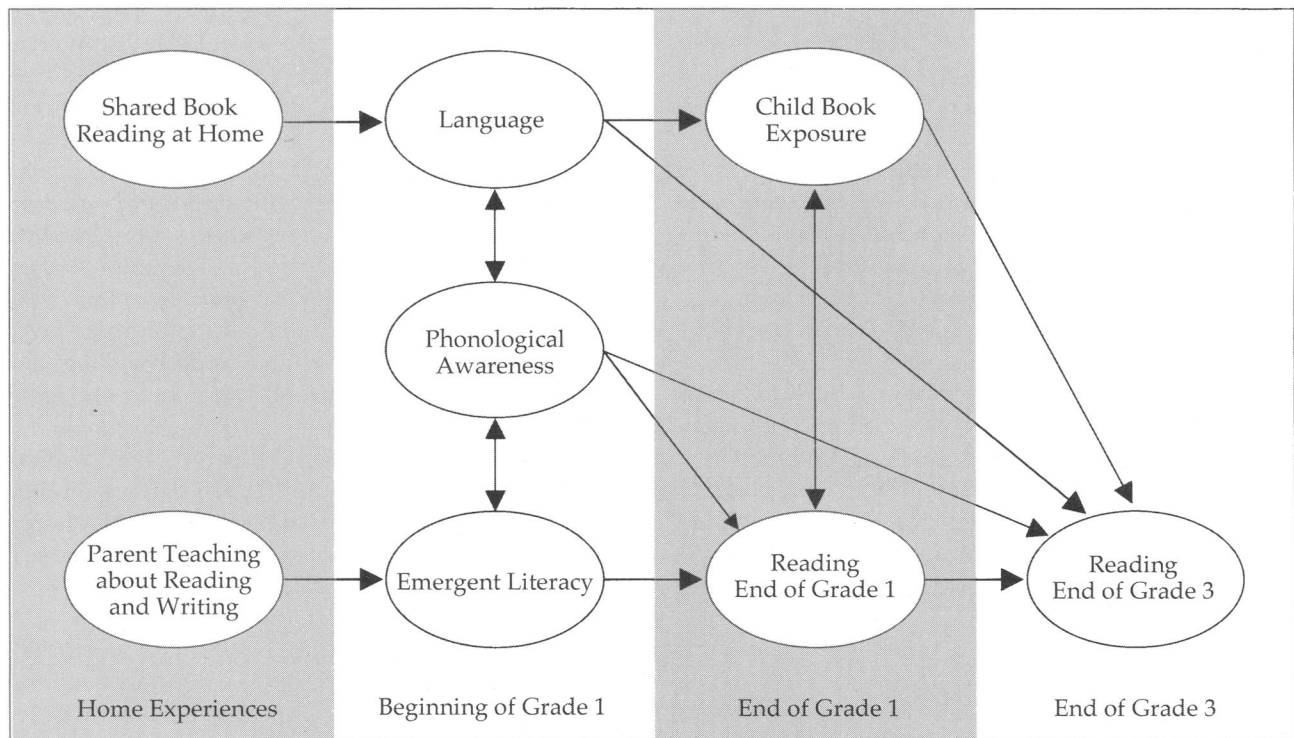 Shared Book
Reading at Home
Language
Child Book
Exposure
Phonological
Awareness
Parent Teaching
about Reading
and Writing
Emergent Literacy
Reading
End of Grade 1
Reading
End of Grade 3
Home Experiences
Beginning of Grade 1
End of Grade 1
End of Grade 3